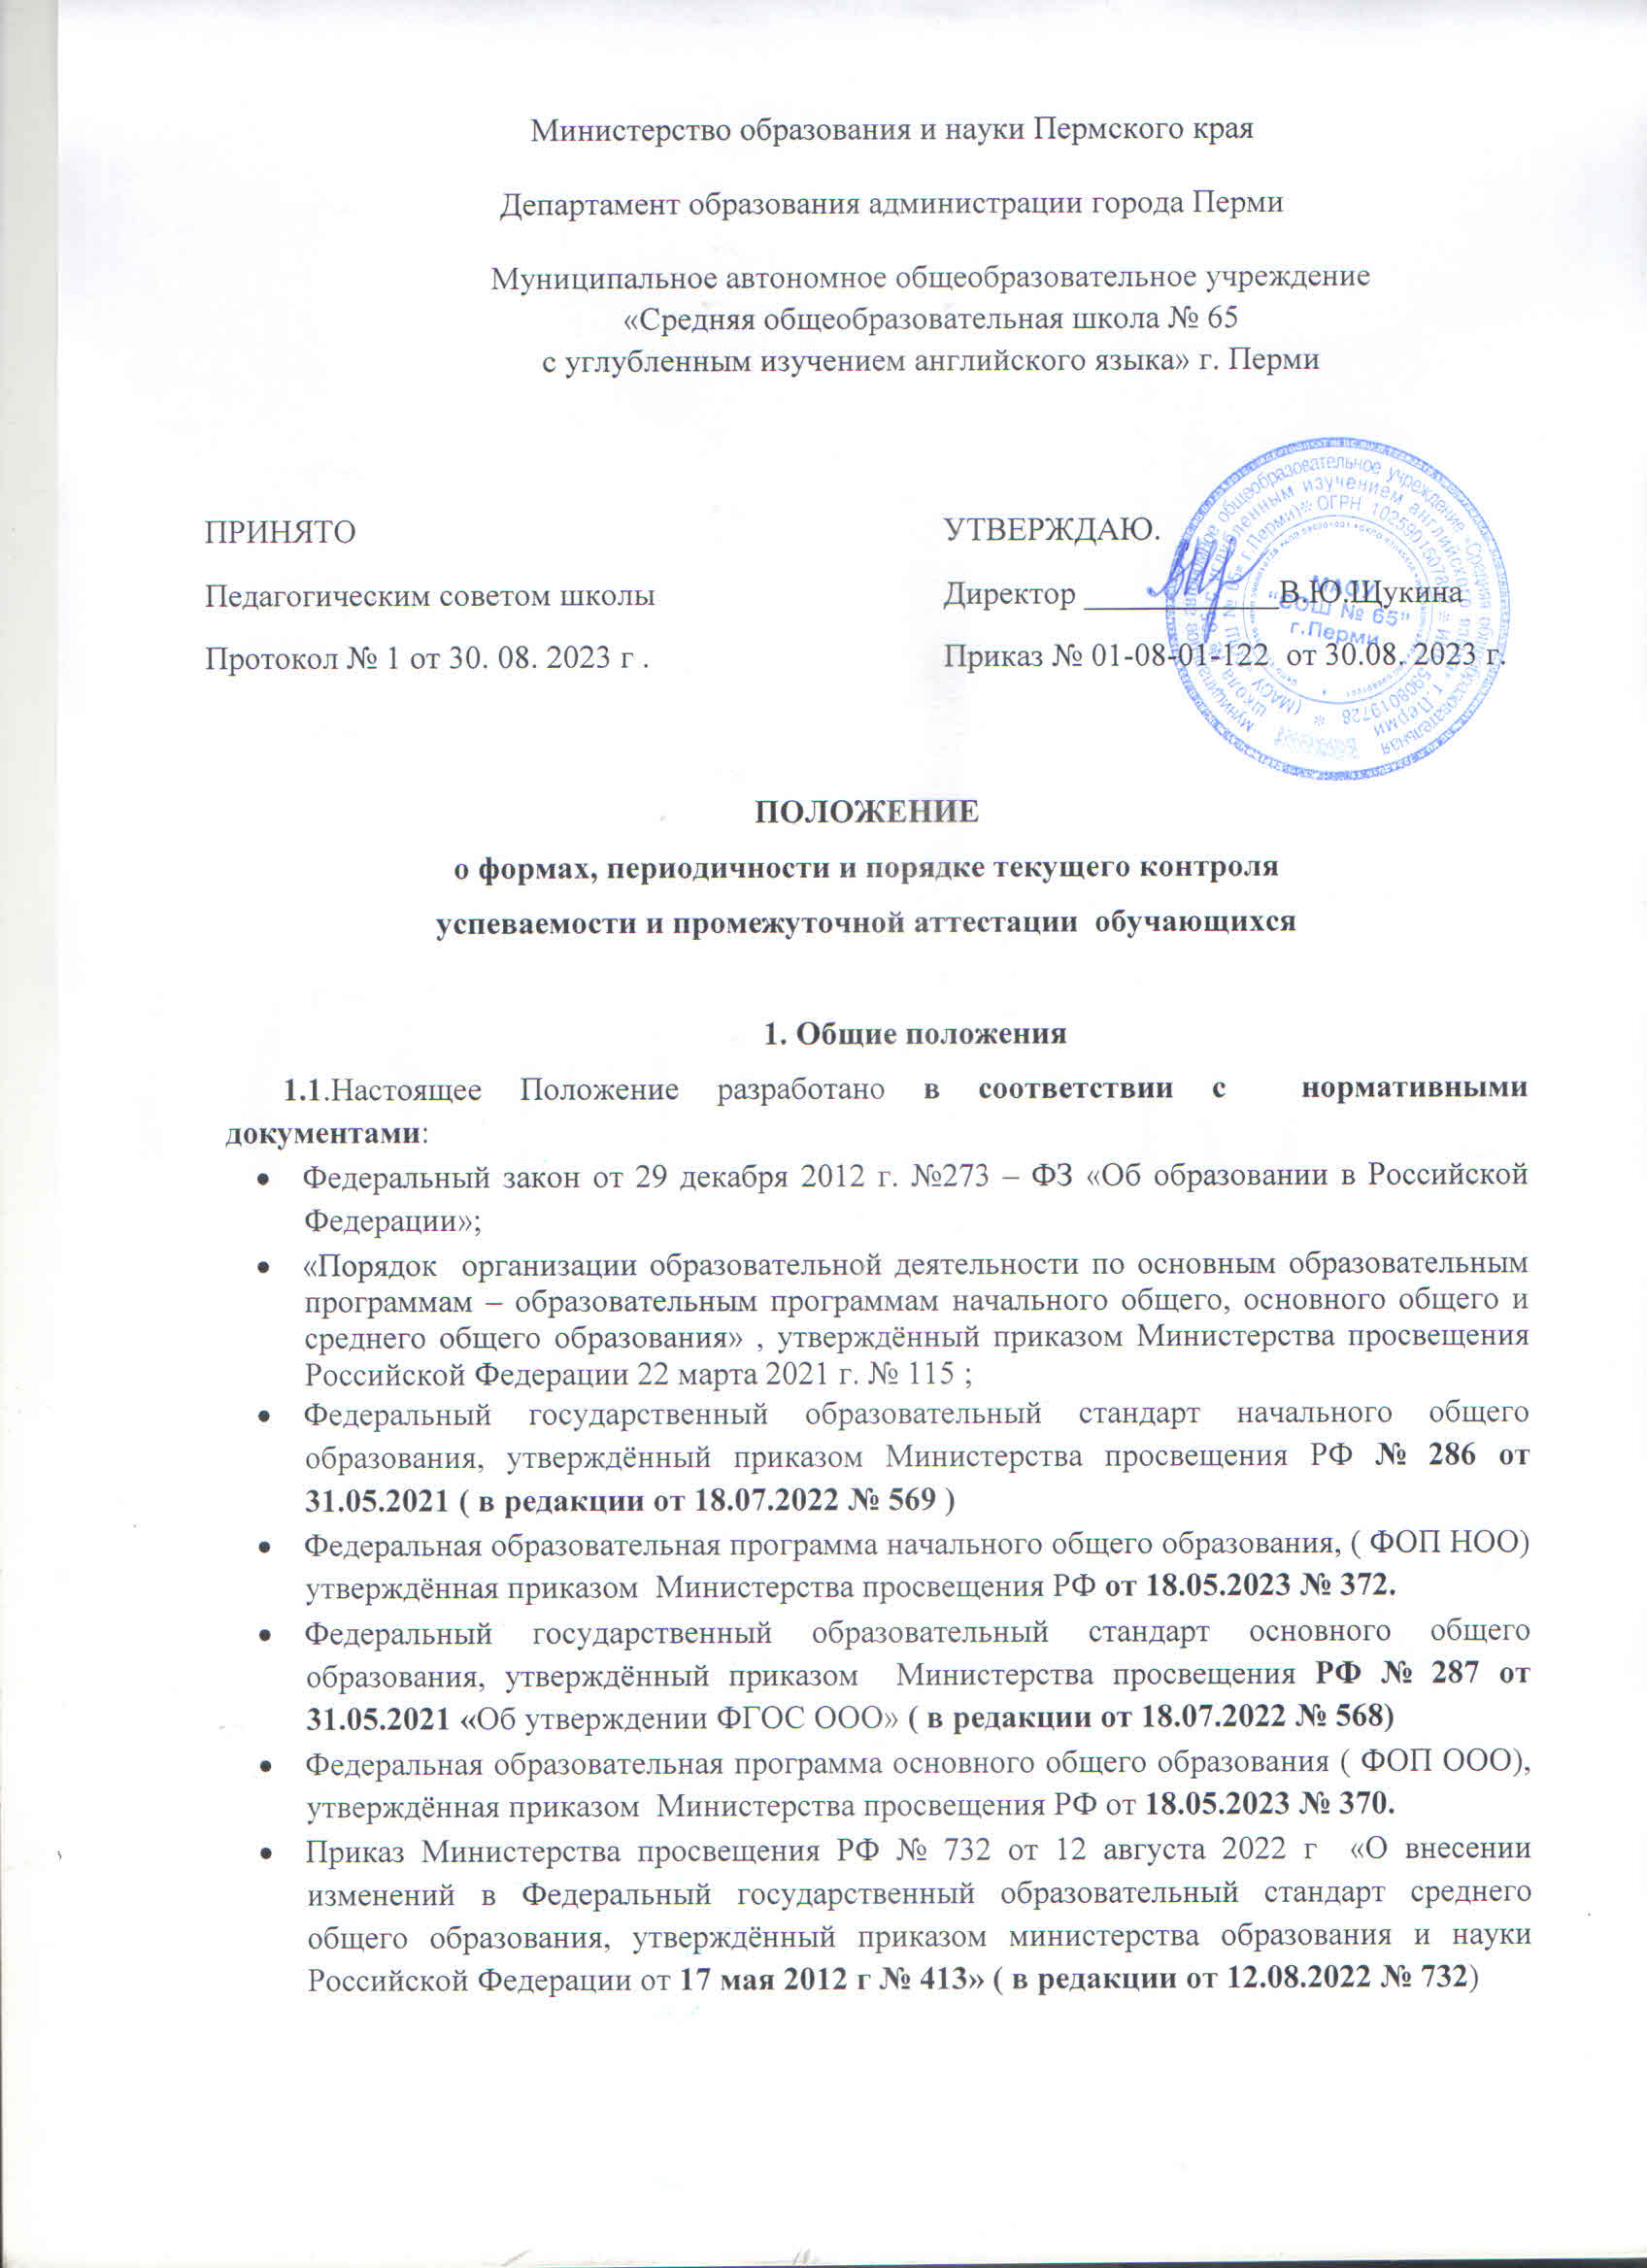 Министерство образования и науки Пермского края
Департамент образования администрации города Перми
Муниципальное автономное общеобразовательное учреждение
«Средняя общеобразовательная школа № 65
с углубленным изучением английского языка» г. Перми
ПРИНЯТО
Педагогическим советом школы
Протокол № 1 от 30. 08. 2023 г .
УТВЕРЖДАЮ.
Директор ____________В.Ю.Щукина
Приказ № 01-08-01-122 от 30.08. 2023 г.
МАОУ
"СОШ № 65"
г.Перми
ПОЛОЖЕНИЕ
о формах, периодичности и порядке текущего контроля
успеваемости и промежуточной аттестации обучающихся
1. Общие положения
1.1.Настоящее Положение разработано в соответствии с нормативными
документами:
• Федеральный закон от 29 декабря 2012 г. №273 – ФЗ «Об образовании в Российской
Федерации»;
• «Порядок организации образовательной деятельности по основным образовательным
программам – образовательным программам начального общего, основного общего и
среднего общего образования» , утверждённый приказом Министерства просвещения
Российской Федерации 22 марта 2021 г. № 115 ;
• Федеральный государственный образовательный стандарт начального общего
образования, утверждённый приказом Министерства просвещения РФ № 286 от
31.05.2021 ( в редакции от 18.07.2022 № 569 )
• Федеральная образовательная программа начального общего образования, ( ФОП НОО)
утверждённая приказом Министерства просвещения РФ от 18.05.2023 № 372.
• Федеральный государственный образовательный стандарт основного общего
образования, утверждённый приказом Министерства просвещения РФ № 287 от
31.05.2021 «Об утверждении ФГОС ООО» ( в редакции от 18.07.2022 № 568)
• Федеральная образовательная программа основного общего образования ( ФОП ООО),
утверждённая приказом Министерства просвещения РФ от 18.05.2023 № 370.
• Приказ Министерства просвещения РФ № 732 от 12 августа 2022 г «О внесении
изменений в Федеральный государственный образовательный стандарт среднего
общего образования, утверждённый приказом министерства образования и науки
Российской Федерации от 17 мая 2012 г № 413» ( в редакции от 12.08.2022 № 732)